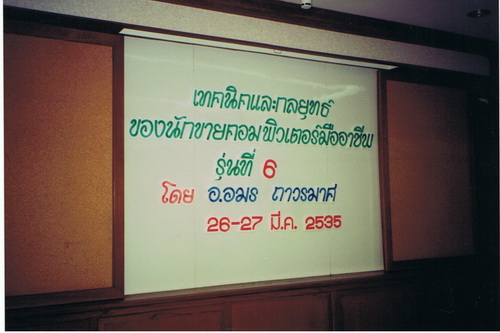 เทคนิคและกลยุทธ์
ของนักขายคอมพิวเตอร์มืออาชีพ
รุ่นที่ 6
โดย อ.อมร ถาวรมาศ
26-27 มี.ค. 2535